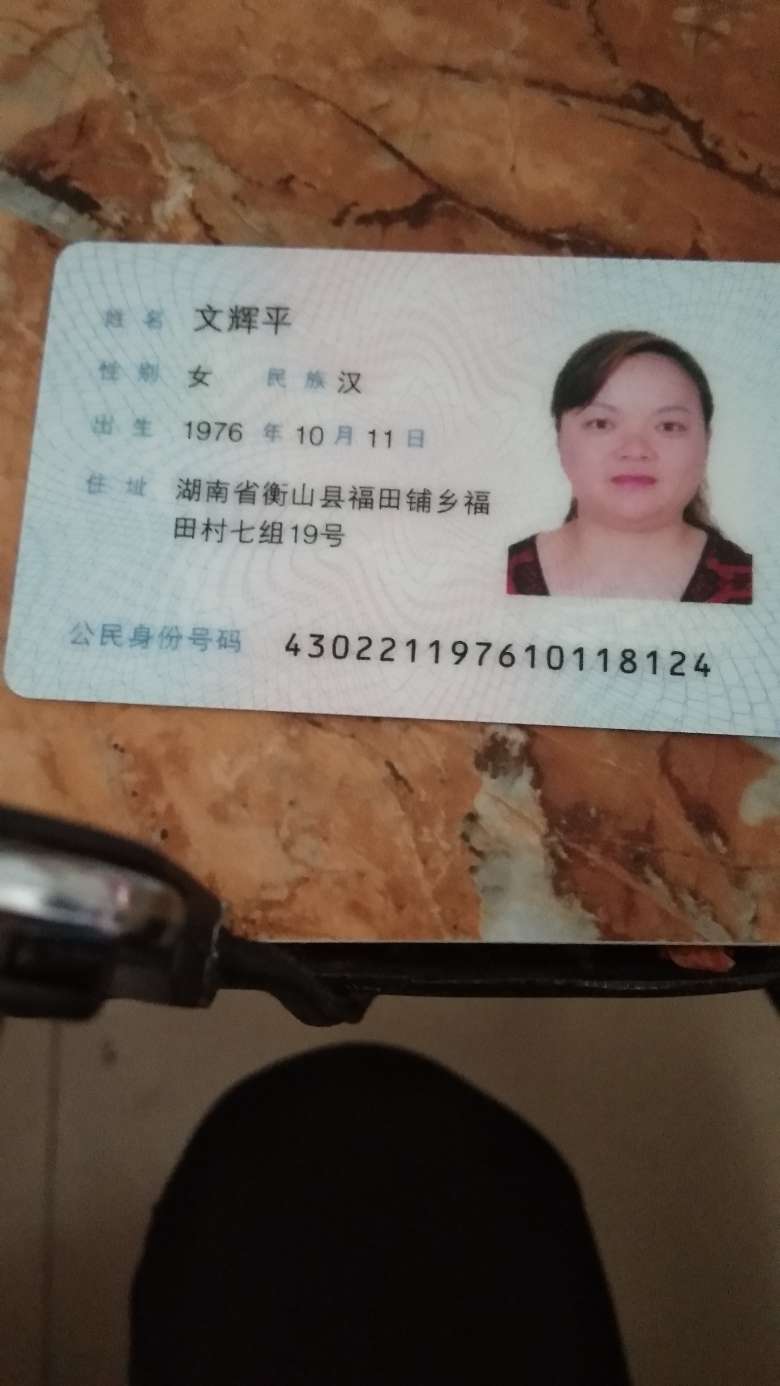 姓名 文辉平
性别 女 民族 汉
出生 1976 年 10 月 11 日
住址 湖南省衡山县福田铺乡福
田村七组19号
公民身份号码 430221197610118124